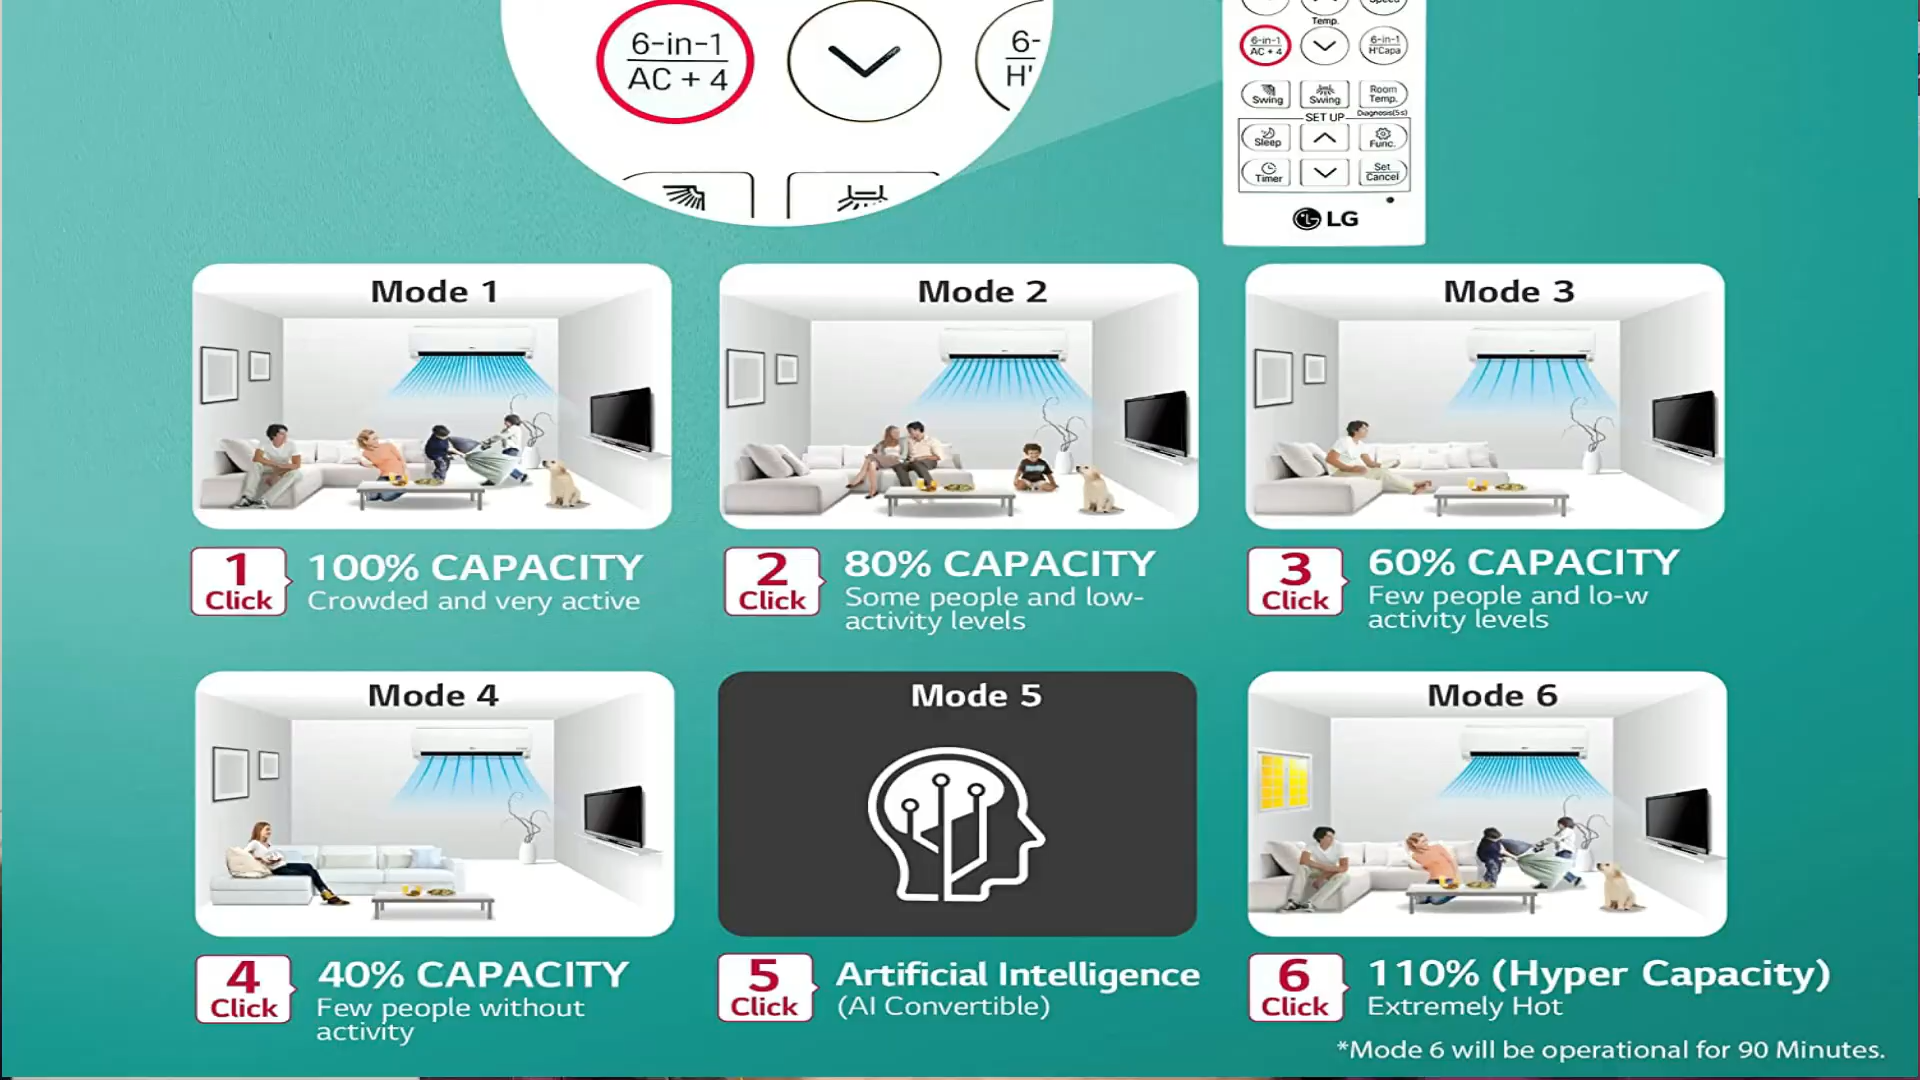 6-in-1
AC + 4
6-
H'
Speed
Temp.
6-in-1
AC + 4
6-in-1
H'Capa
Swing
Swing
Room
Temp.
SET UP
Diagnosis(5s)
Sleep
Func.
Timer
Set
Cancel
LG
Mode 1
Mode 2
Mode 3
1
Click
100% CAPACITY
Crowded and very active
2
Click
80% CAPACITY
Some people and low-
activity levels
3
Click
60% CAPACITY
Few people and lo-w
activity levels
Mode 4
Mode 5
Mode 6
4
Click
40% CAPACITY
Few people without
activity
5
Click
Artificial Intelligence
(AI Convertible)
6
Click
110% (Hyper Capacity)
Extremely Hot
*Mode 6 will be operational for 90 Minutes.